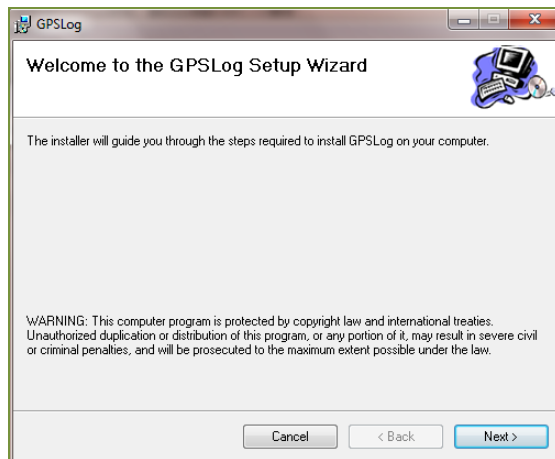 GPSLog
Welcome to the GPSLog Setup Wizard
The installer will guide you through the steps required to install GPSLog on your computer.
WARNING: This computer program is protected by copyright law and international treaties.
Unauthorized duplication or distribution of this program, or any portion of it, may result in severe civil
or criminal penalties, and will be prosecuted to the maximum extent possible under the law.
Cancel
< Back
Next >